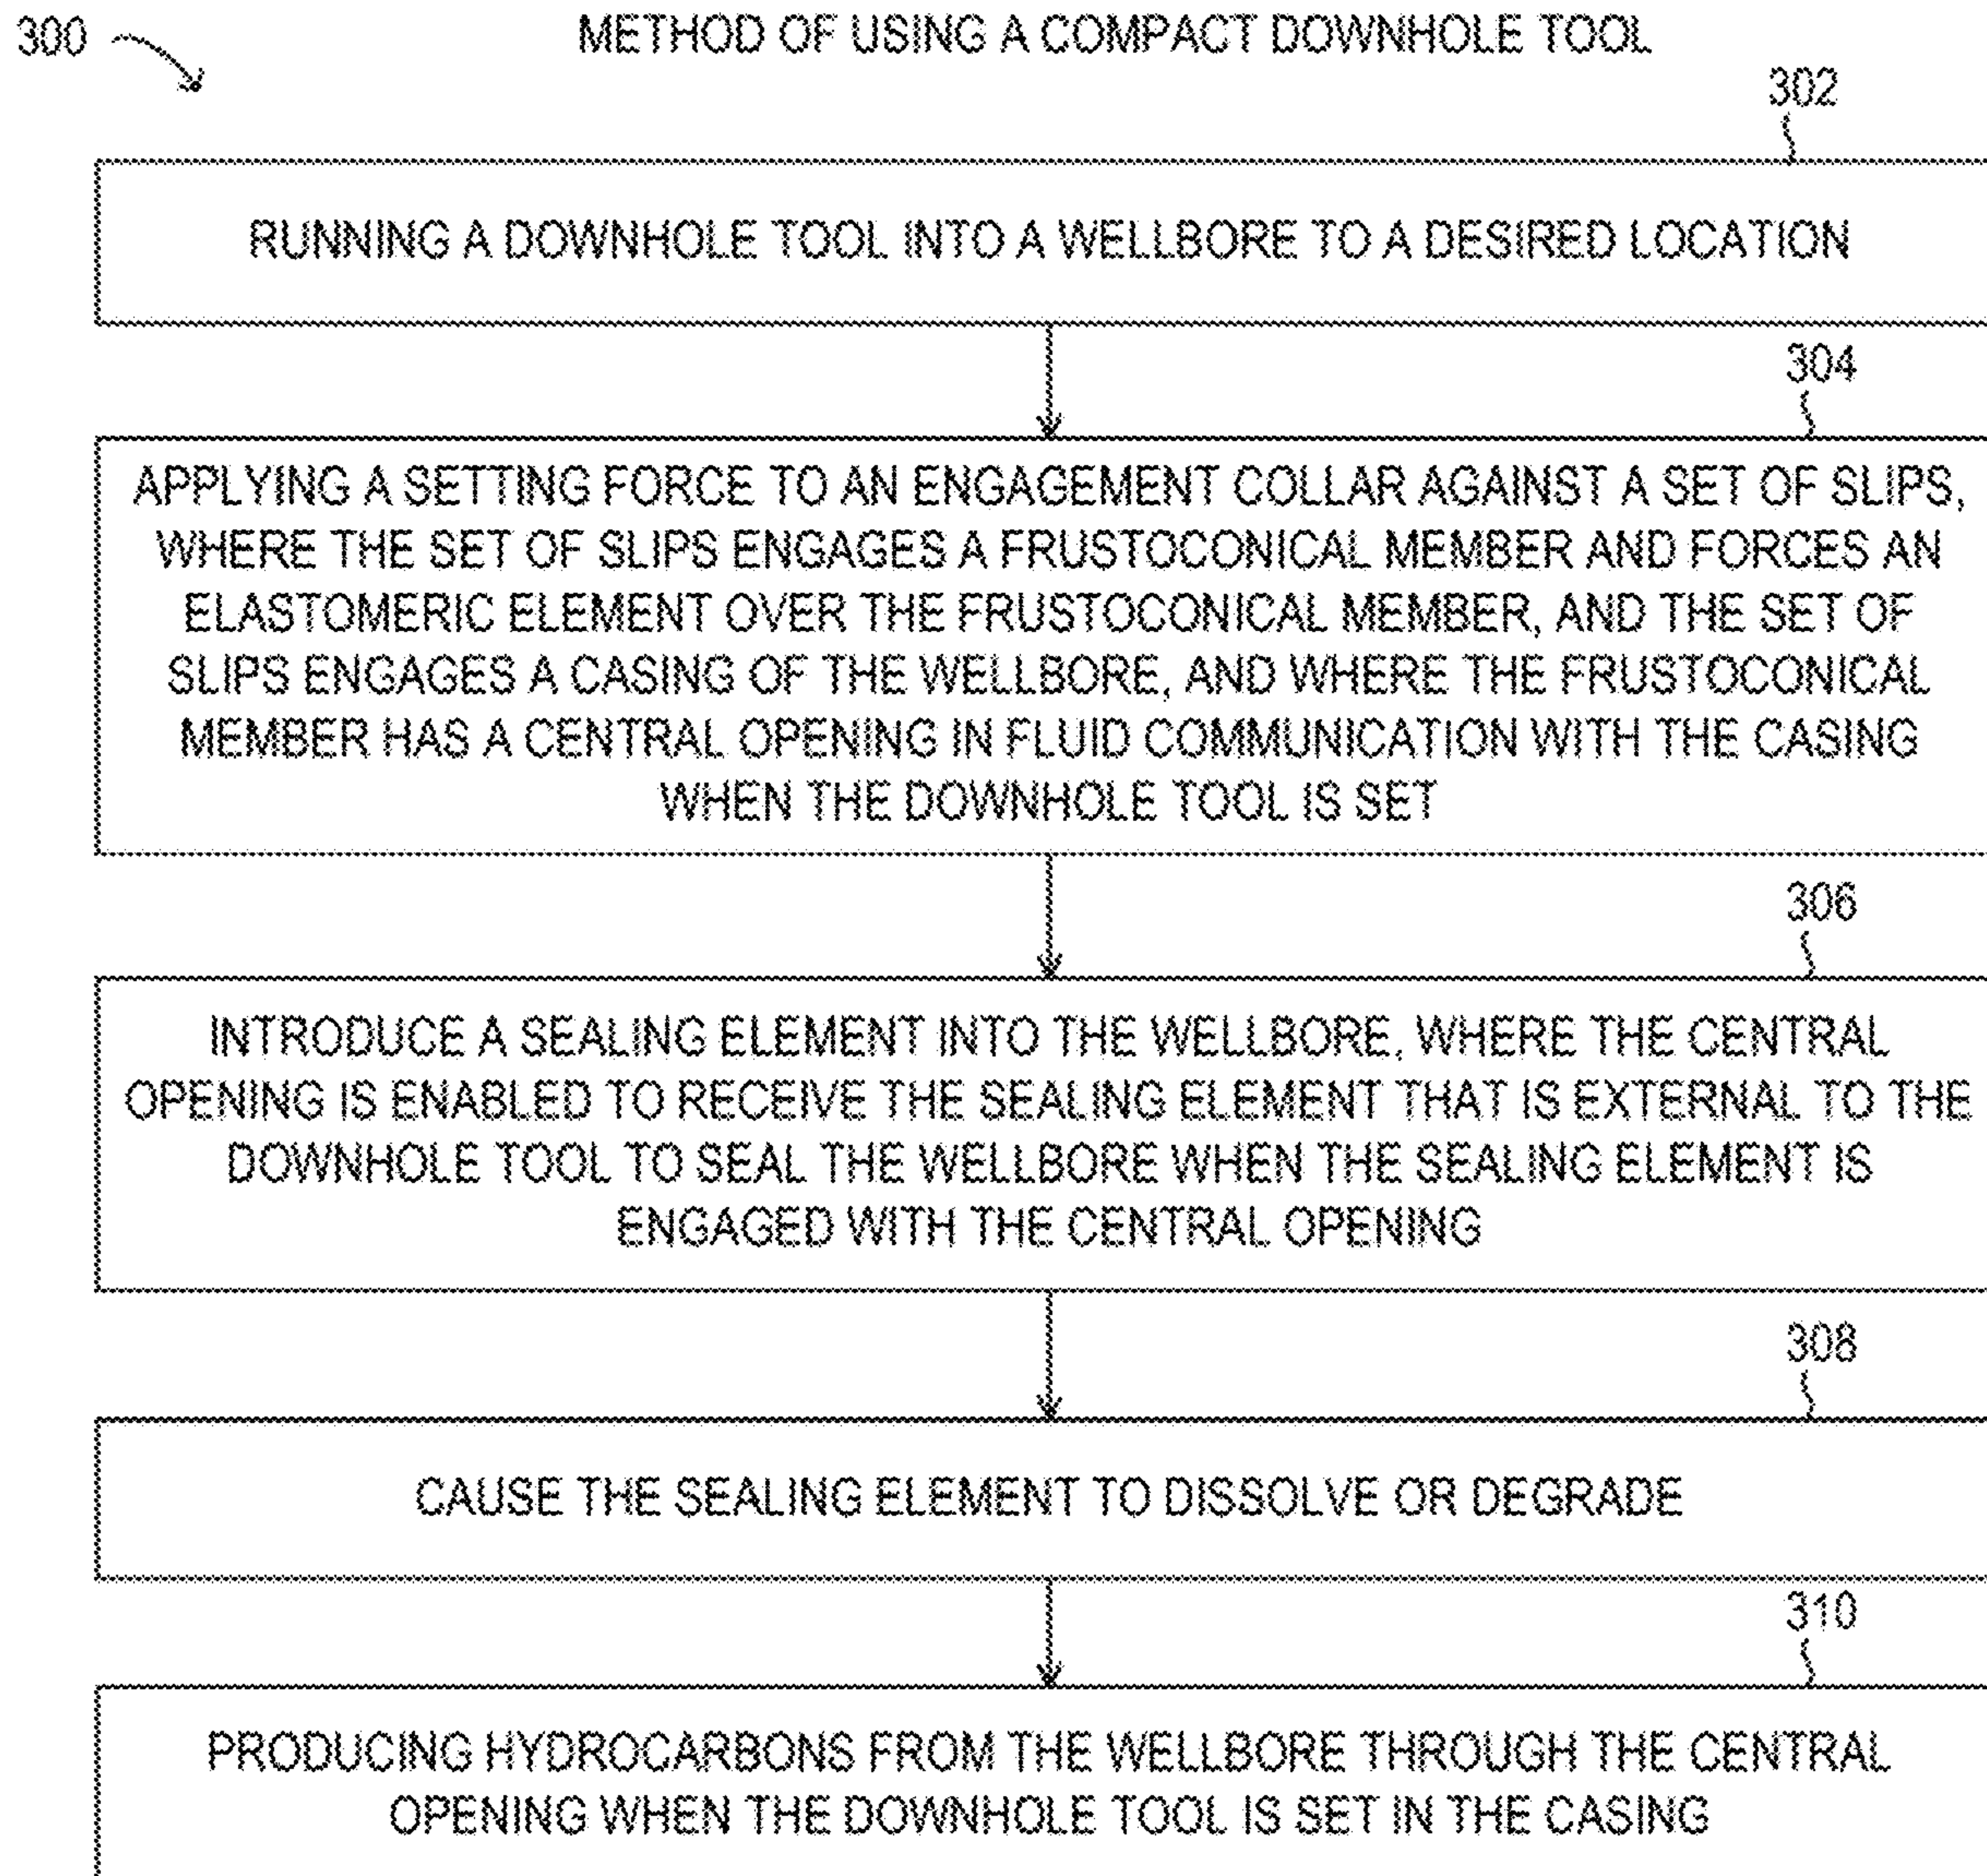 300
METHOD OF USING A COMPACT DOWNHOLE TOOL
302
RUNNING A DOWNHOLE TOOL INTO A WELLBORE TO A DESIRED LOCATION
304
APPLYING A SETTING FORCE TO AN ENGAGEMENT COLLAR AGAINST A SET OF SLIPS,
WHERE THE SET OF SLIPS ENGAGES A FRUSTOCONICAL MEMBER AND FORCES AN
ELASTOMERIC ELEMENT OVER THE FRUSTOCONICAL MEMBER, AND THE SET OF
SLIPS ENGAGES A CASING OF THE WELLBORE, AND WHERE THE FRUSTOCONICAL
MEMBER HAS A CENTRAL OPENING IN FLUID COMMUNICATION WITH THE CASING
WHEN THE DOWNHOLE TOOL IS SET
306
INTRODUCE A SEALING ELEMENT INTO THE WELLBORE, WHERE THE CENTRAL
OPENING IS ENABLED TO RECEIVE THE SEALING ELEMENT THAT IS EXTERNAL TO THE
DOWNHOLE TOOL TO SEAL THE WELLBORE WHEN THE SEALING ELEMENT IS
ENGAGED WITH THE CENTRAL OPENING
308
CAUSE THE SEALING ELEMENT TO DISSOLVE OR DEGRADE
310
PRODUCING HYDROCARBONS FROM THE WELLBORE THROUGH THE CENTRAL
OPENING WHEN THE DOWNHOLE TOOL IS SET IN THE CASING